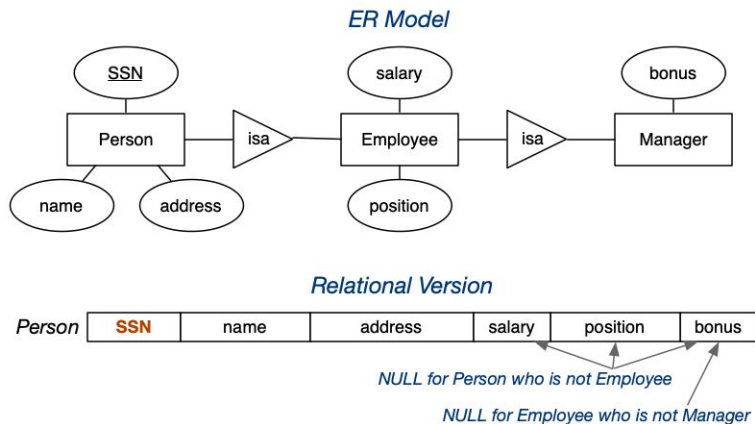 ER Model
SSN
salary
bonus
Person
isa
Employee
isa
Manager
name
address
position
Relational Version
Person SSN name address salary position bonus
NULL for Person who is not Employee
NULL for Employee who is not Manager